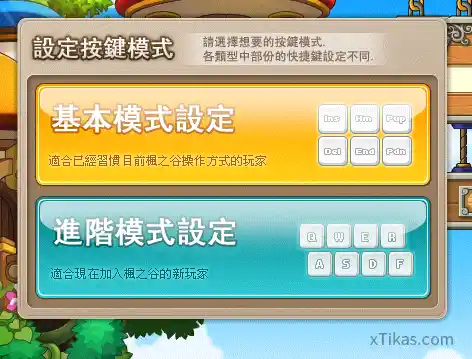 設定按鍵模式
請選擇想要的按鍵模式.
各類型中部份的快捷鍵設定不同.
基本模式設定
Ins Hm Pup
Del End Pdn
適合已經習慣目前楓之谷操作方式的玩家
進階模式設定
Q W E R
A S D F
適合現在加入楓之谷的新玩家
xTikas.com